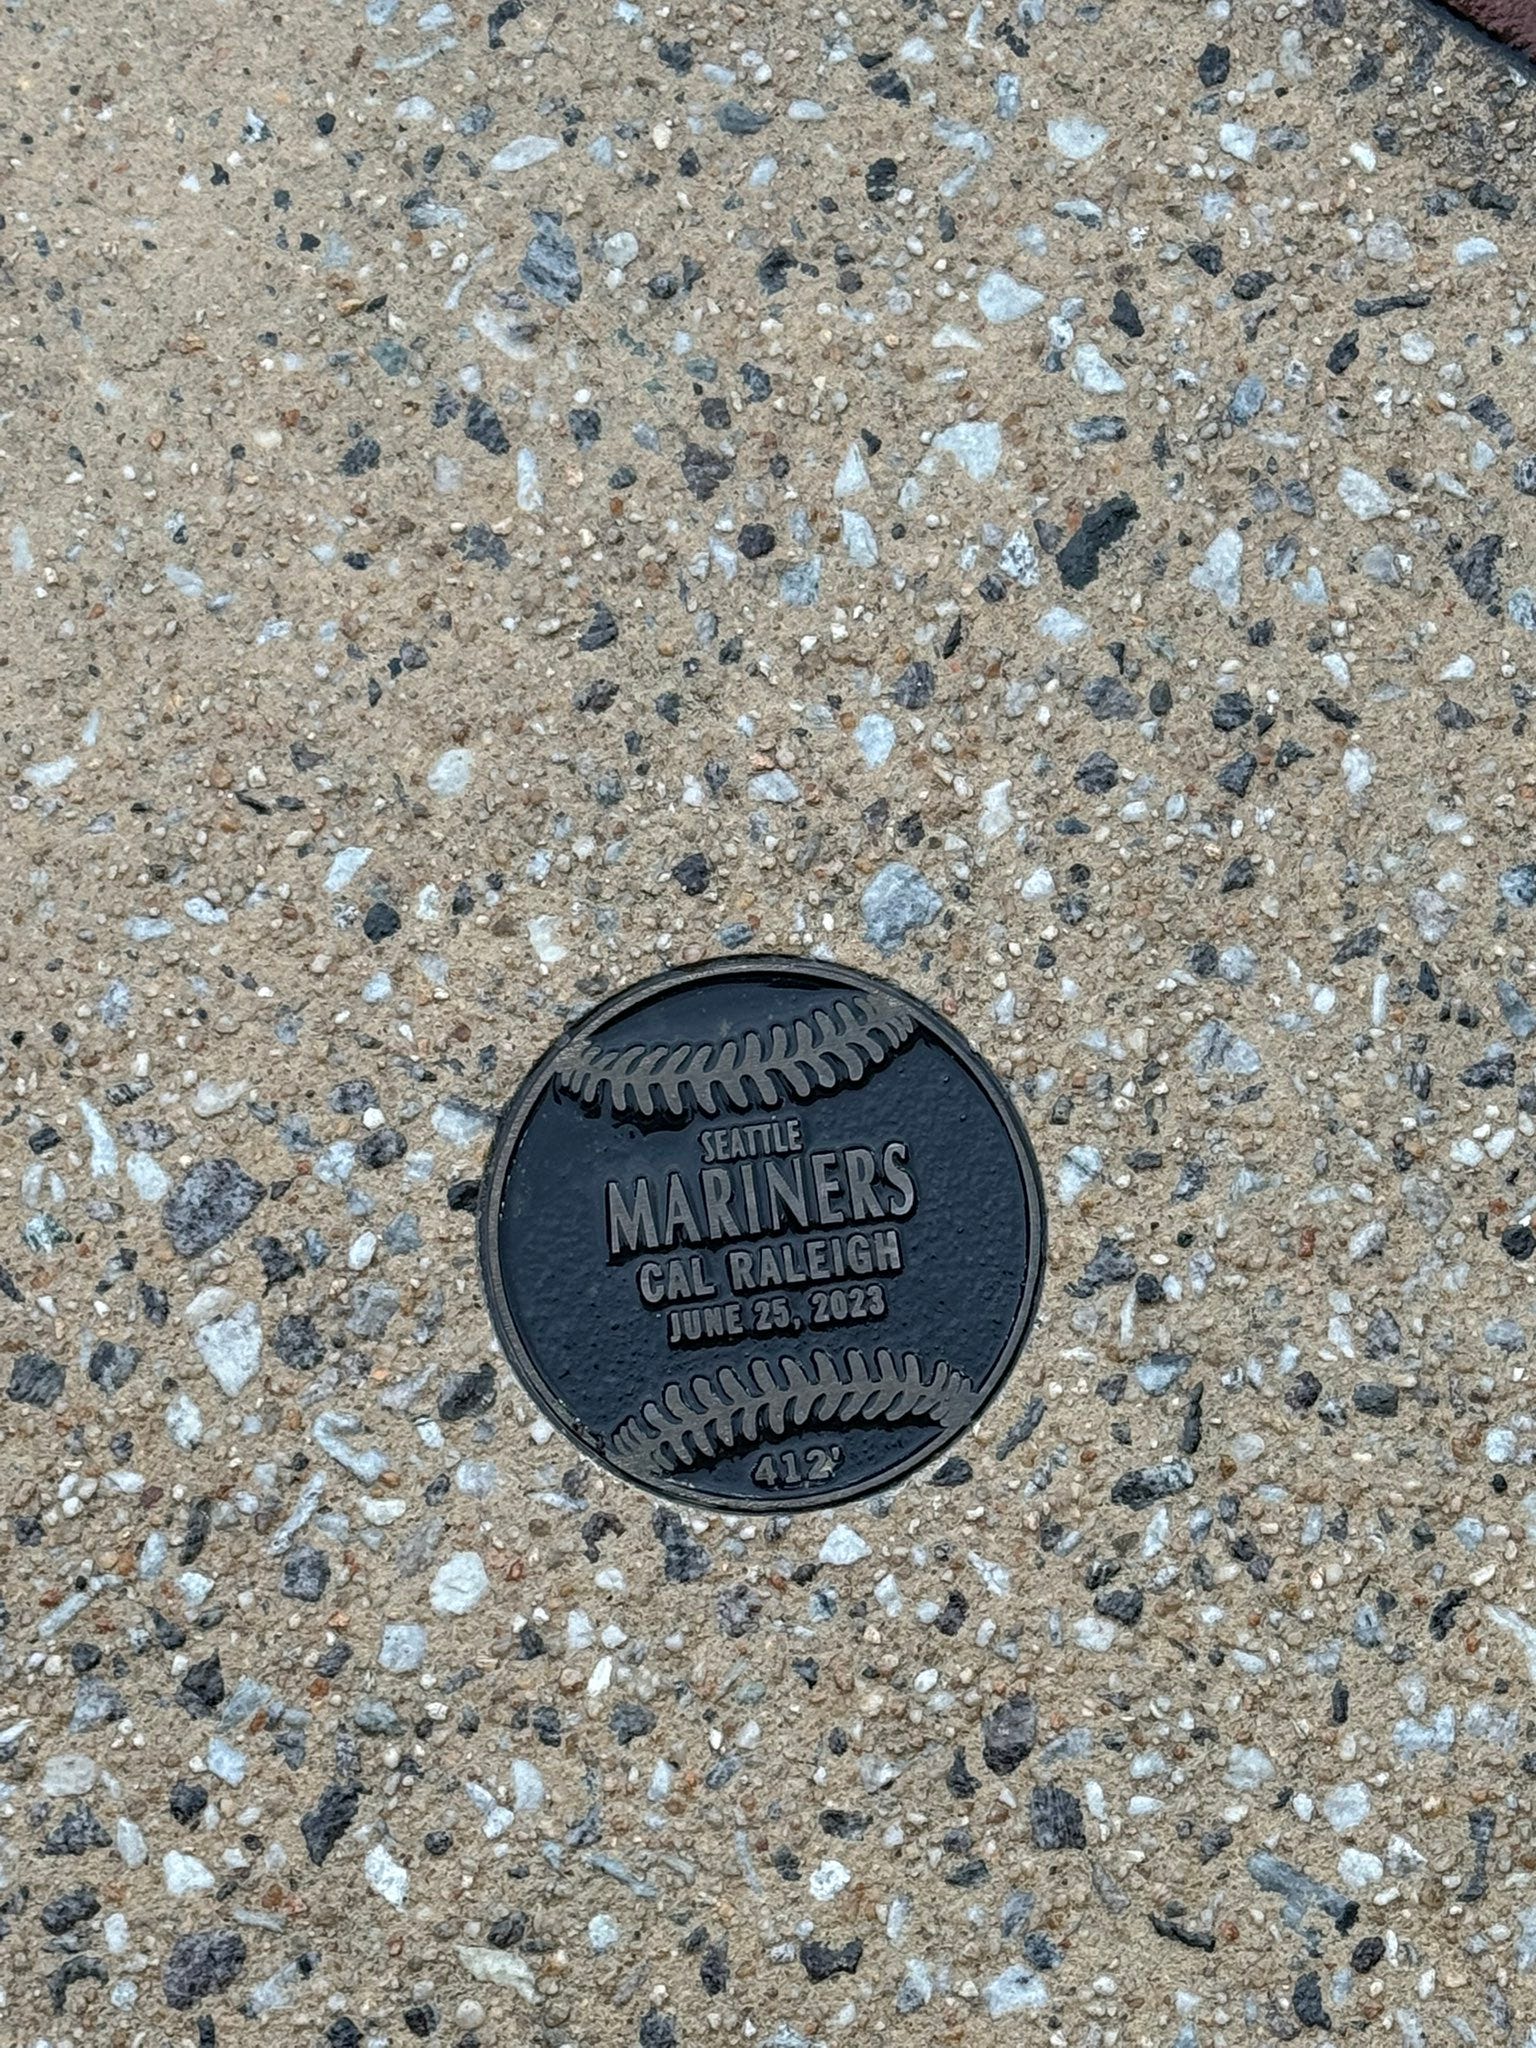 SEATTLE
MARINERS
CAL RALEIGH
JUNE 25, 2023
412'